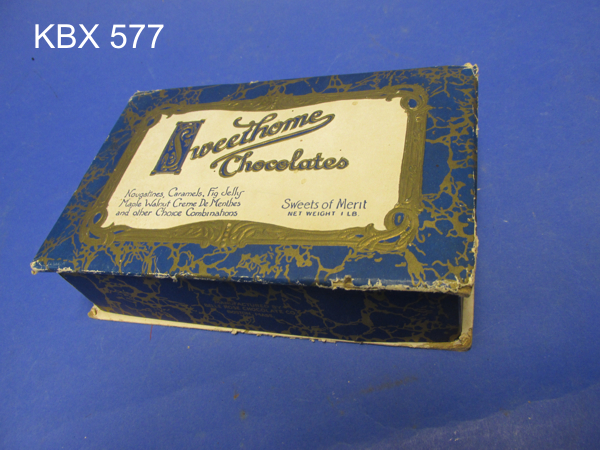 KBX 577
Sweethome
Chocolates
Nougatines, Caramels, Fig Jelly
Maple Walnut Creme De Menthes
and other Choice Combinations
Sweets of Merit
NET WEIGHT 1 LB.